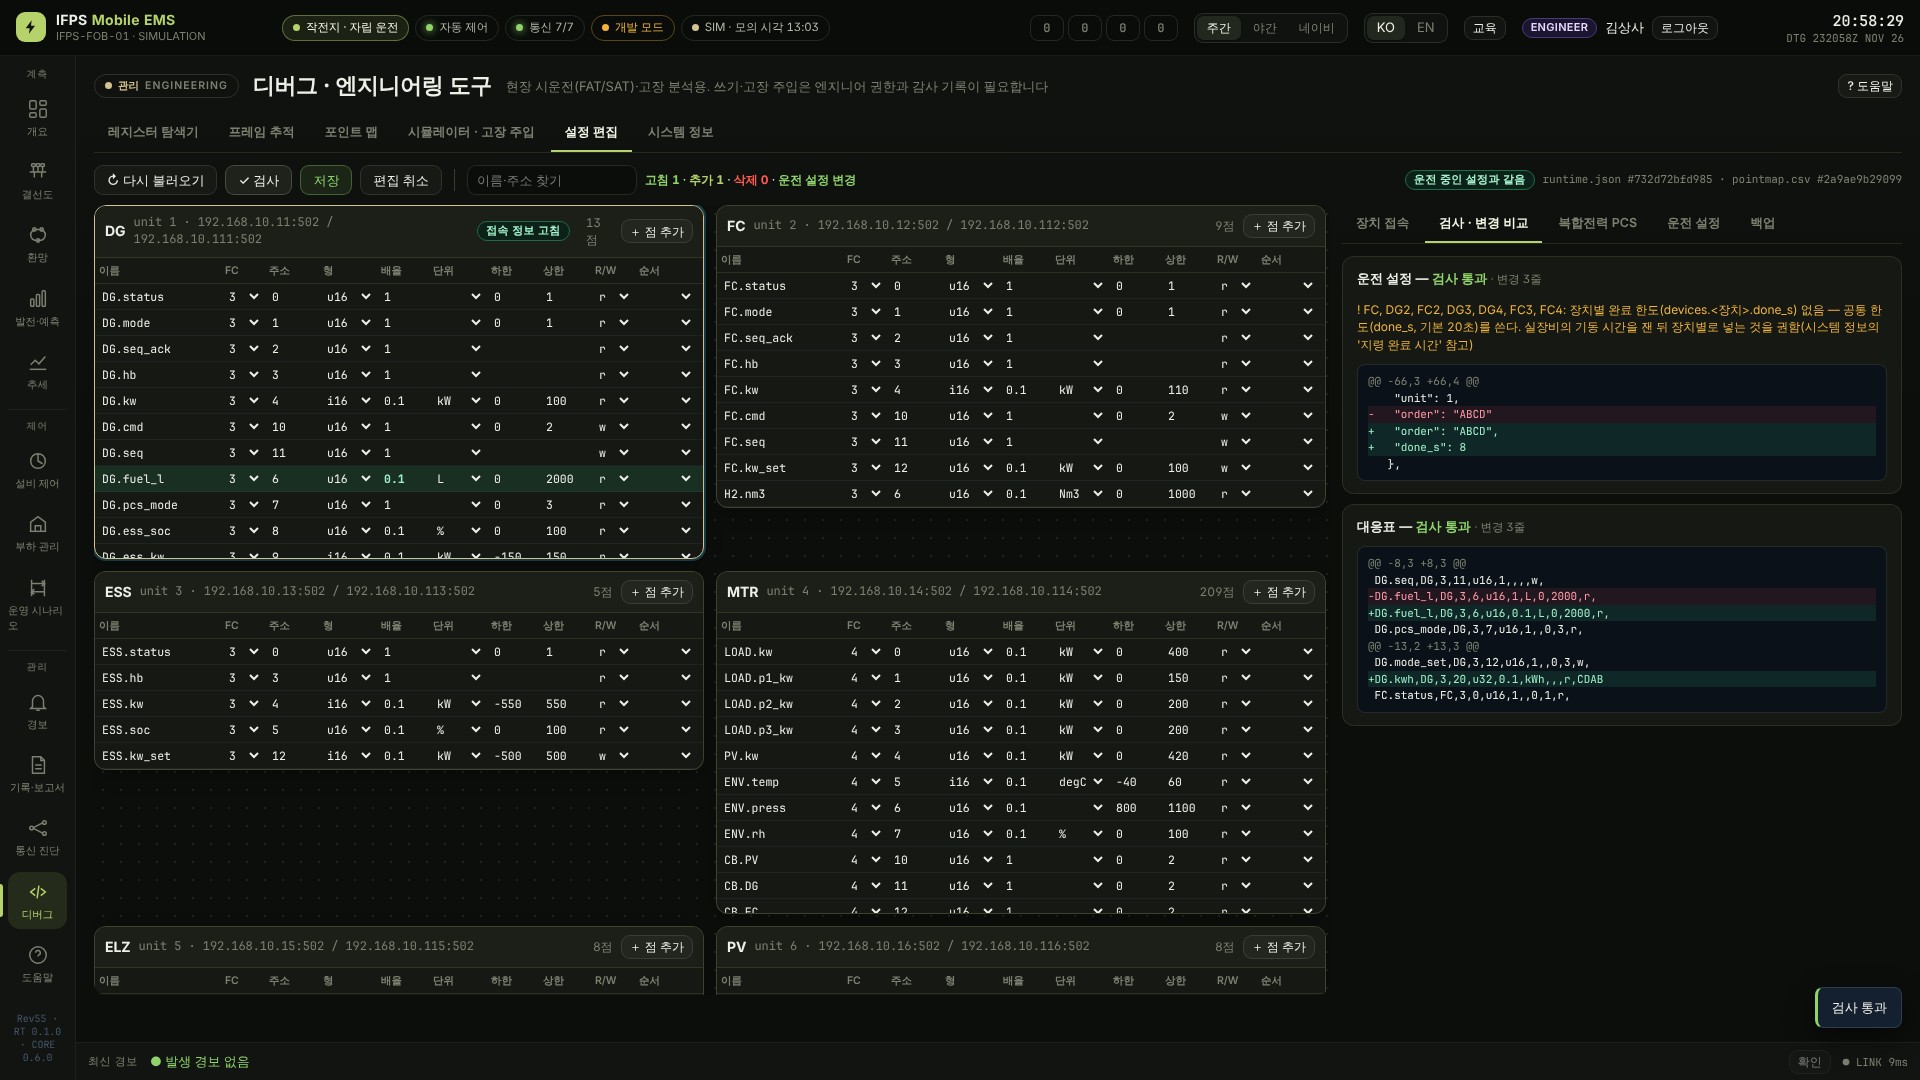 IFPS Mobile EMS
IFPS-FOB-01 · SIMULATION
작전지 · 자립 운전
자동 제어
통신 7/7
개발 모드
SIM · 모의 시각 13:03
0 0 0 0
주간 야간 네이비
KO EN
교육
ENGINEER 김상사 로그아웃
20:58:29
DTG 232058Z NOV 26
계측
개요
결선도
환망
발전·예측
추세
제어
설비 제어
부하 관리
운영 시나리오
관리
경보
기록·보고서
통신 진단
디버그
도움말
RevSS · RT 0.1.0 · CORE 0.6.0
관리 ENGINEERING
디버그 · 엔지니어링 도구
현장 시운전(FAT/SAT)·고장 분석용. 쓰기·고장 주입은 엔지니어 권한과 감사 기록이 필요합니다
? 도움말
레지스터 탐색기 프레임 추적 포인트 맵 시뮬레이터 · 고장 주입 설정 편집 시스템 정보
다시 불러오기 ✓ 검사 저장 편집 취소 이름·주소 찾기 고침 1 · 추가 1 · 삭제 0 · 운전 설정 변경
운전 중인 설정과 같음 runtime.json #732d72bfd985 · pointmap.csv #2a9ae9b29099
DG unit 1 · 192.168.10.11:502 / 192.168.10.111:502 접속 정보 고침 13점 + 점 추가
이름 FC 주소 형 배율 단위 하한 상한 R/W 순서
DG.status 3 0 u16 1 0 1 r
DG.mode 3 1 u16 1 0 1 r
DG.seq_ack 3 2 u16 1 r
DG.hb 3 3 u16 1 r
DG.kw 3 4 i16 0.1 kW 0 100 r
DG.cmd 3 10 u16 1 0 2 w
DG.seq 3 11 u16 1 w
DG.fuel_l 3 6 u16 0.1 L 0 2000 r
DG.pcs_mode 3 7 u16 1 0 3 r
DG.ess_soc 3 8 u16 0.1 % 0 100 r
DG.ess_kw 3 9 i16 0.1 kW -150 150 r
FC unit 2 · 192.168.10.12:502 / 192.168.10.112:502 9점 + 점 추가
이름 FC 주소 형 배율 단위 하한 상한 R/W 순서
FC.status 3 0 u16 1 0 1 r
FC.mode 3 1 u16 1 0 1 r
FC.seq_ack 3 2 u16 1 r
FC.hb 3 3 u16 1 r
FC.kw 3 4 i16 0.1 kW 0 110 r
FC.cmd 3 10 u16 1 0 2 w
FC.seq 3 11 u16 1 w
FC.kw_set 3 12 u16 0.1 kW 0 100 w
H2.nm3 3 6 u16 0.1 Nm3 0 1000 r
ESS unit 3 · 192.168.10.13:502 / 192.168.10.113:502 5점 + 점 추가
이름 FC 주소 형 배율 단위 하한 상한 R/W 순서
ESS.status 3 0 u16 1 0 1 r
ESS.hb 3 3 u16 1 r
ESS.kw 3 4 i16 0.1 kW -550 550 r
ESS.soc 3 5 u16 0.1 % 0 100 r
ESS.kw_set 3 12 i16 0.1 kW -500 500 w
MTR unit 4 · 192.168.10.14:502 / 192.168.10.114:502 209점 + 점 추가
이름 FC 주소 형 배율 단위 하한 상한 R/W 순서
LOAD.kw 4 0 u16 0.1 kW 0 400 r
LOAD.p1_kw 4 1 u16 0.1 kW 0 150 r
LOAD.p2_kw 4 2 u16 0.1 kW 0 200 r
LOAD.p3_kw 4 3 u16 0.1 kW 0 200 r
PV.kw 4 4 u16 0.1 kW 0 420 r
ENV.temp 4 5 i16 0.1 degC -40 60 r
ENV.press 4 6 u16 0.1 800 1100 r
ENV.rh 4 7 u16 0.1 % 0 100 r
CB.PV 4 10 u16 1 0 2 r
CB.DG 4 11 u16 1 0 2 r
CB.FC 4 12 u16 1 0 2 r
ELZ unit 5 · 192.168.10.15:502 / 192.168.10.115:502 8점 + 점 추가
이름 FC 주소 형 배율 단위 하한 상한 R/W 순서
PV unit 6 · 192.168.10.16:502 / 192.168.10.116:502 8점 + 점 추가
이름 FC 주소 형 배율 단위 하한 상한 R/W 순서
장치 접속 검사 · 변경 비교 복합전력 PCS 운전 설정 백업
운전 설정 — 검사 통과 · 변경 3줄
! FC, DG2, FC2, DG3, DG4, FC3, FC4: 장치별 완료 한도(devices.<장치>.done_s) 없음 — 공통 한
도(done_s, 기본 20초)를 쓴다. 실장비의 기동 시간을 잰 뒤 장치별로 넣는 것을 권함(시스템 정보의
'지령 완료 시간' 참고)
@@ -66,3 +66,4 @@
"unit": 1,
- "order": "ABCD"
+ "order": "ABCD",
+ "done_s": 8
},
대응표 — 검사 통과 · 변경 3줄
@@ -8,3 +8,3 @@
DG.seq,DG,3,11,u16,1,,,,w,
-DG.fuel_l,DG,3,6,u16,1,L,0,2000,r,
+DG.fuel_l,DG,3,6,u16,0.1,L,0,2000,r,
DG.pcs_mode,DG,3,7,u16,1,,0,3,r,
@@ -13,2 +13,3 @@
DG.mode_set,DG,3,12,u16,1,,0,3,w,
+DG.kwh,DG,3,20,u32,0.1,kWh,,,r,CDAB
FC.status,FC,3,0,u16,1,,0,1,r,
검사 통과
최신 경보 발생 경보 없음
확인 LINK 9ms